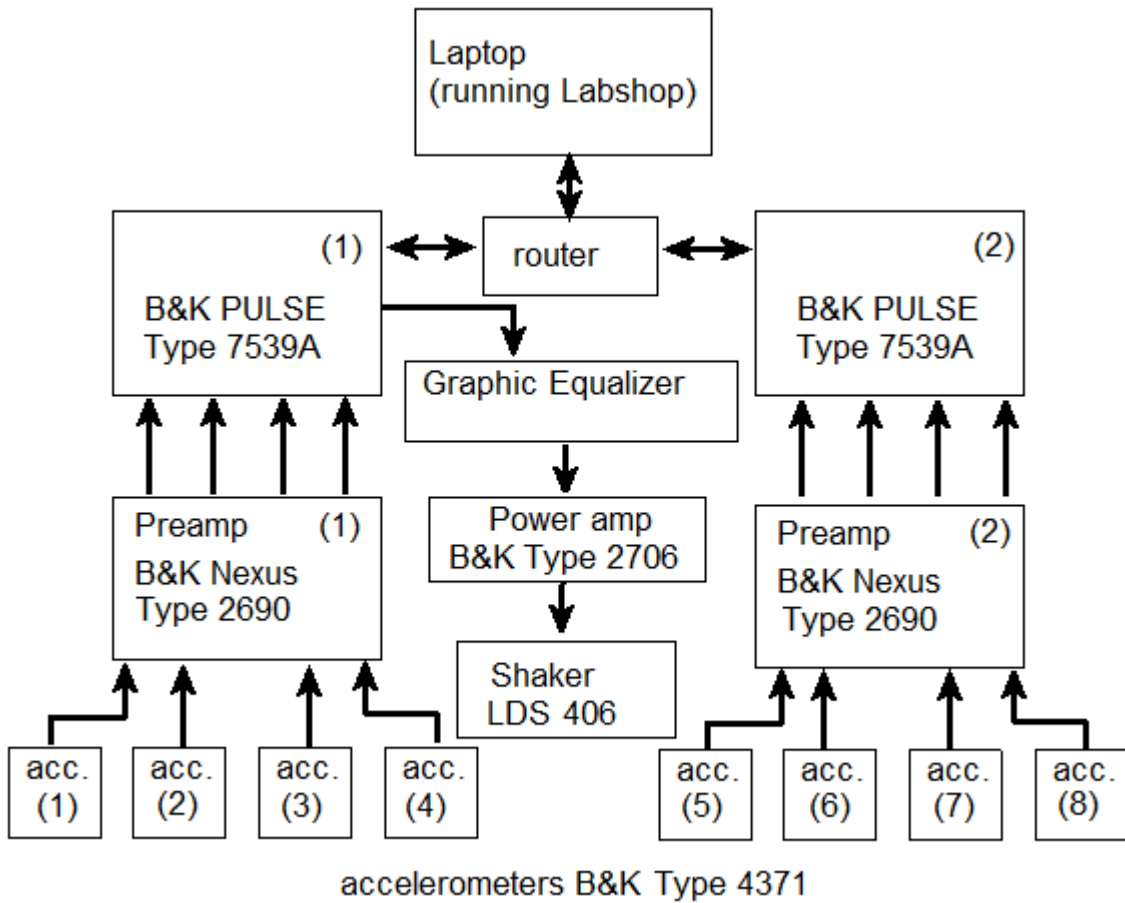 Laptop
(running Labshop)
(1)
B&K PULSE
Type 7539A
router
(2)
B&K PULSE
Type 7539A
Graphic Equalizer
Preamp (1)
B&K Nexus
Type 2690
Power amp
B&K Type 2706
Preamp (2)
B&K Nexus
Type 2690
Shaker
LDS 406
acc.
(1)
acc.
(2)
acc.
(3)
acc.
(4)
acc.
(5)
acc.
(6)
acc.
(7)
acc.
(8)
accelerometers B&K Type 4371